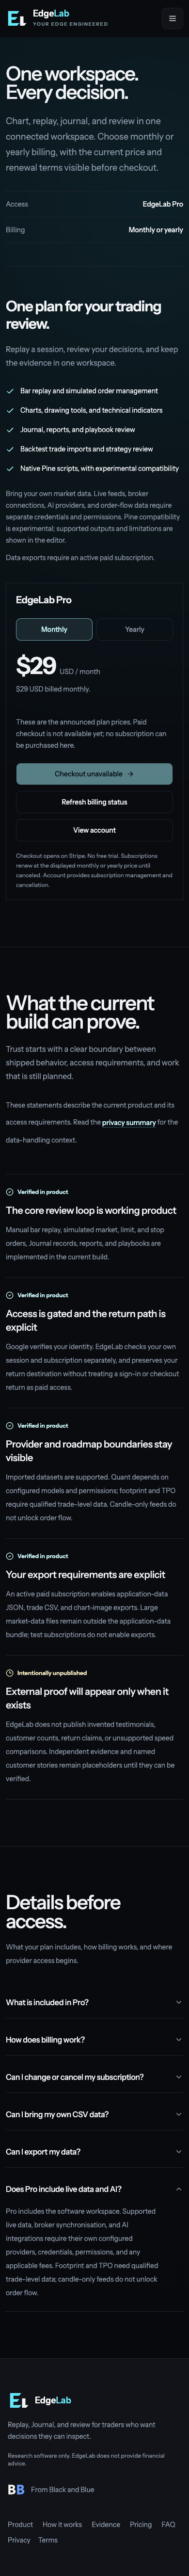 EdgeLab
YOUR EDGE ENGINEERED
One workspace.
Every decision.
Chart, replay, journal, and review in one
connected workspace. Choose monthly or
yearly billing, with the current price and
renewal terms visible before checkout.
Access EdgeLab Pro
Billing Monthly or yearly
One plan for your trading
review.
Replay a session, review your decisions, and keep
the evidence in one workspace.
Bar replay and simulated order management
Charts, drawing tools, and technical indicators
Journal, reports, and playbook review
Backtest trade imports and strategy review
Native Pine scripts, with experimental compatibility
Bring your own market data. Live feeds, broker
connections, AI providers, and order-flow data require
separate credentials and permissions. Pine compatibility
is experimental; supported outputs and limitations are
shown in the editor.
Data exports require an active paid subscription.
EdgeLab Pro
Monthly Yearly
$29 USD / month
$29 USD billed monthly.
These are the announced plan prices. Paid
checkout is not available yet; no subscription can
be purchased here.
Checkout unavailable →
Refresh billing status
View account
Checkout opens on Stripe. No free trial. Subscriptions
renew at the displayed monthly or yearly price until
canceled. Account provides subscription management and
cancellation.
What the current
build can prove.
Trust starts with a clear boundary between
shipped behavior, access requirements, and work
that is still planned.
These statements describe the current product and its
access requirements. Read the privacy summary for the
data-handling context.
Verified in product
The core review loop is working product
Manual bar replay, simulated market, limit, and stop
orders, Journal records, reports, and playbooks are
implemented in the current build.
Verified in product
Access is gated and the return path is
explicit
Google verifies your identity. EdgeLab checks your own
session and subscription separately, and preserves your
return destination without treating a sign-in or checkout
return as paid access.
Verified in product
Provider and roadmap boundaries stay
visible
Imported datasets are supported. Quant depends on
configured models and permissions; footprint and TPO
require qualified trade-level data. Candle-only feeds do
not unlock order flow.
Verified in product
Your export requirements are explicit
An active paid subscription enables application-data
JSON, trade CSV, and chart-image exports. Large
market-data files remain outside the application-data
bundle; test subscriptions do not enable exports.
Intentionally unpublished
External proof will appear only when it
exists
EdgeLab does not publish invented testimonials,
customer counts, return claims, or unsupported speed
comparisons. Independent evidence and named
customer stories remain placeholders until they can be
verified.
Details before
access.
What your plan includes, how billing works, and where
provider access begins.
What is included in Pro?
How does billing work?
Can I change or cancel my subscription?
Can I bring my own CSV data?
Can I export my data?
Does Pro include live data and AI?
Pro includes the software workspace. Supported
live data, broker synchronisation, and AI
integrations require their own configured
providers, credentials, permissions, and any
applicable fees. Footprint and TPO need qualified
trade-level data; candle-only feeds do not unlock
order flow.
EdgeLab
Replay, Journal, and review for traders who want
decisions they can inspect.
Research software only. EdgeLab does not provide financial
advice.
BB From Black and Blue
Product How it works Evidence Pricing FAQ
Privacy Terms